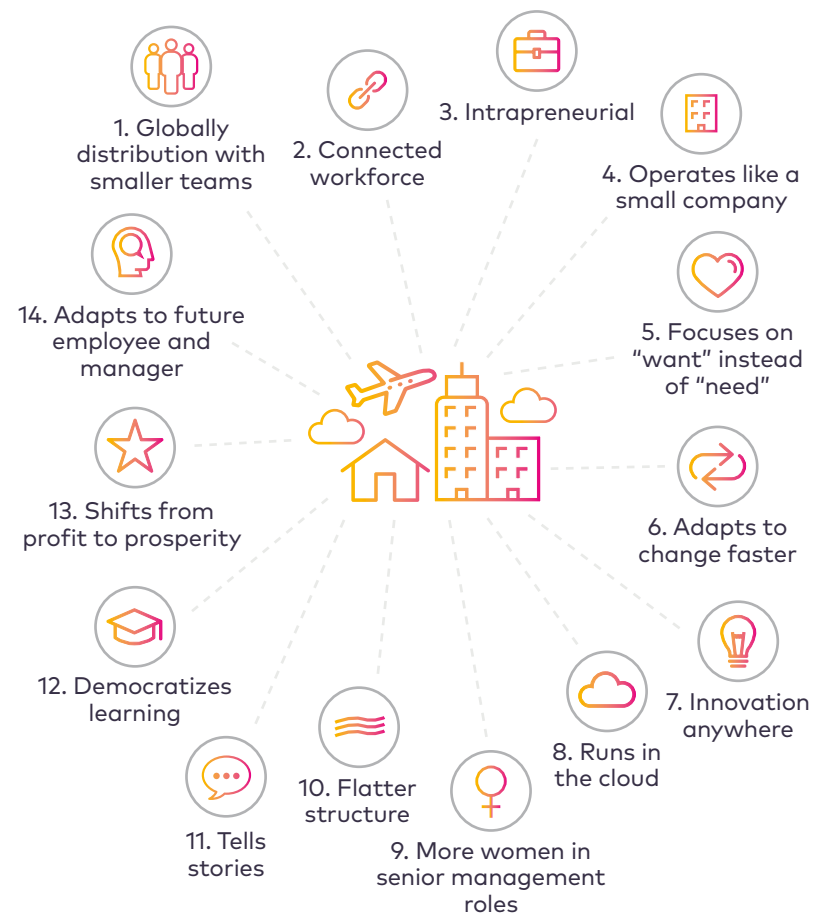 1. Globally
distribution with
smaller teams
2. Connected
workforce
3. Intrapreneurial
4. Operates like a
small company
5. Focuses on
“want” instead
of “need”
6. Adapts to
change faster
7. Innovation
anywhere
8. Runs in
the cloud
9. More women in
senior management
roles
10. Flatter
structure
11. Tells
stories
12. Democratizes
learning
13. Shifts from
profit to prosperity
14. Adapts to future
employee and
manager